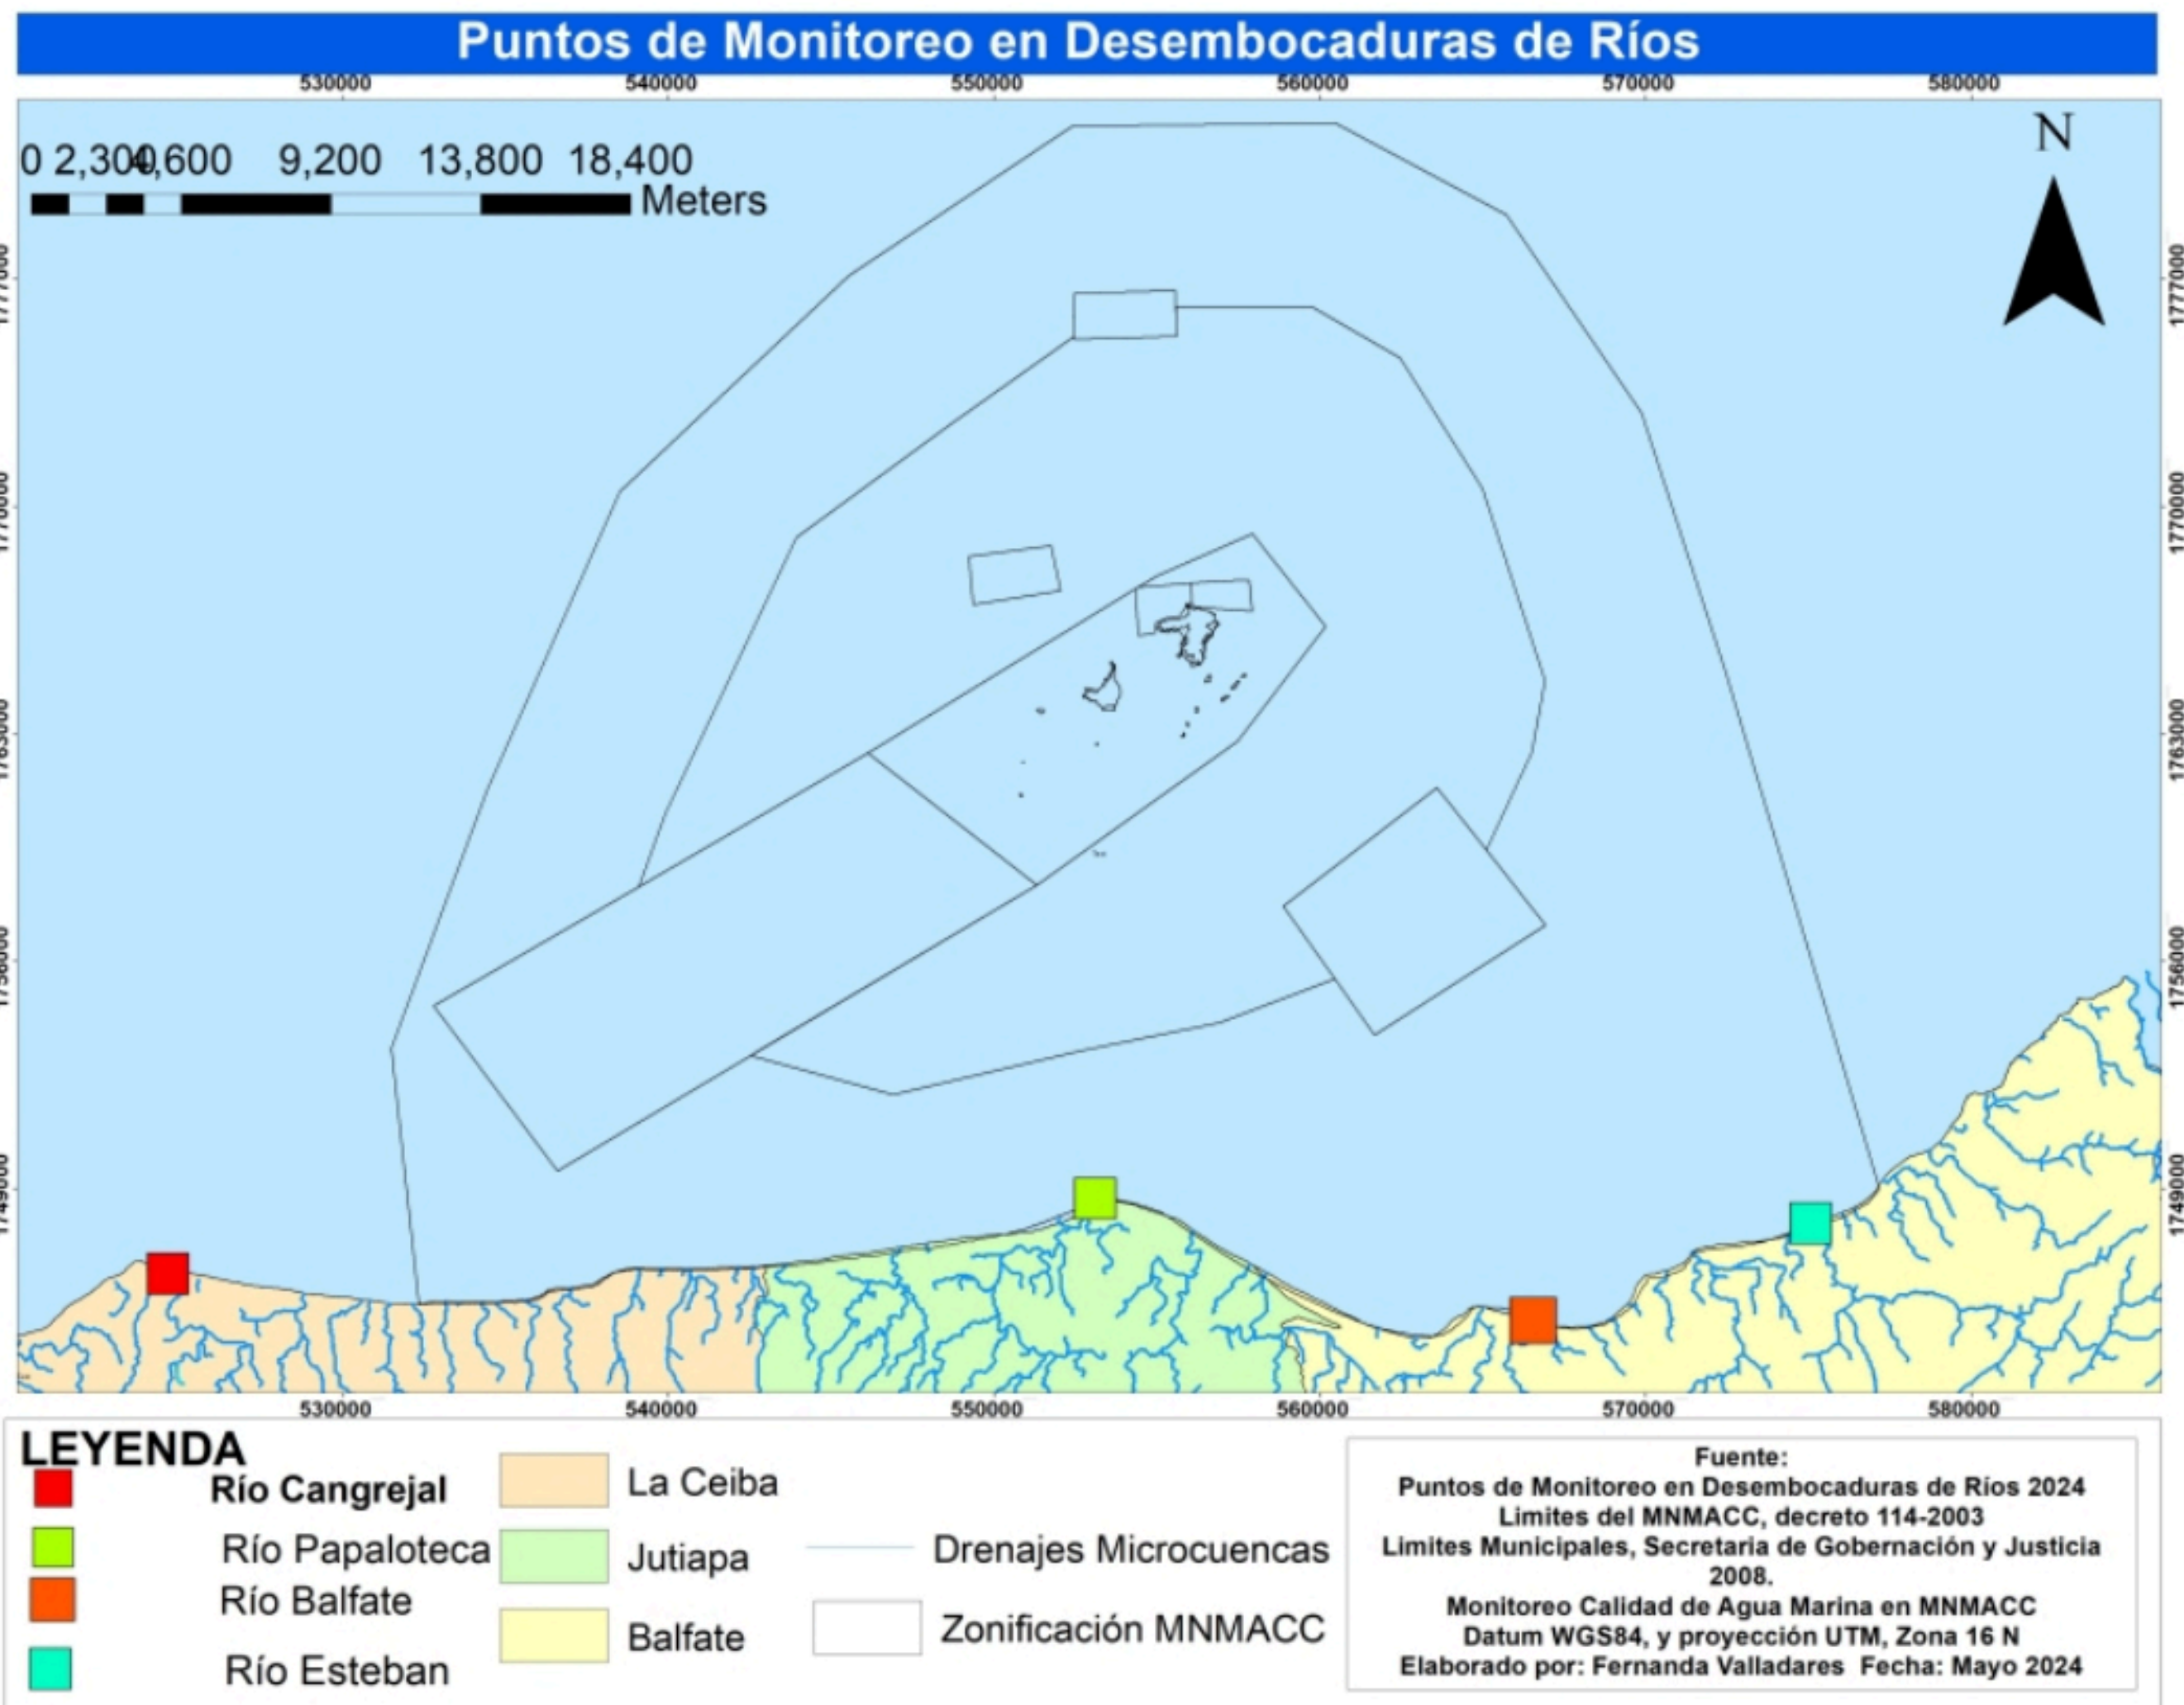 Puntos de Monitoreo en Desembocaduras de Ríos
530000 540000 550000 560000 570000 580000
N
0 2,300 4,600 9,200 13,800 18,400
Meters
1777000
1770000
1763000
1756000
1749000
530000 540000 550000 560000 570000 580000
LEYENDA
Río Cangrejal
Río Papaloteca
Río Balfate
Río Esteban
La Ceiba
Jutiapa
Balfate
Drenajes Microcuencas
Zonificación MNMACC
Fuente:
Puntos de Monitoreo en Desembocaduras de Ríos 2024
Limites del MNMACC, decreto 114-2003
Limites Municipales, Secretaria de Gobernación y Justicia
2008.
Monitoreo Calidad de Agua Marina en MNMACC
Datum WGS84, y proyección UTM, Zona 16 N
Elaborado por: Fernanda Valladares Fecha: Mayo 2024